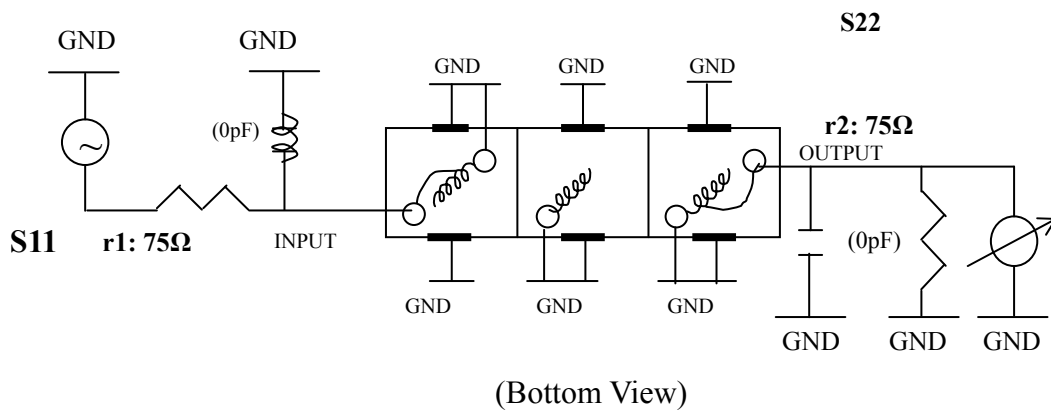 S22
GND
GND
GND
GND
GND
(0pF)
r2: 75Ω
OUTPUT
S11
r1: 75Ω
INPUT
(0pF)
GND
GND
GND
GND
GND
GND
(Bottom View)